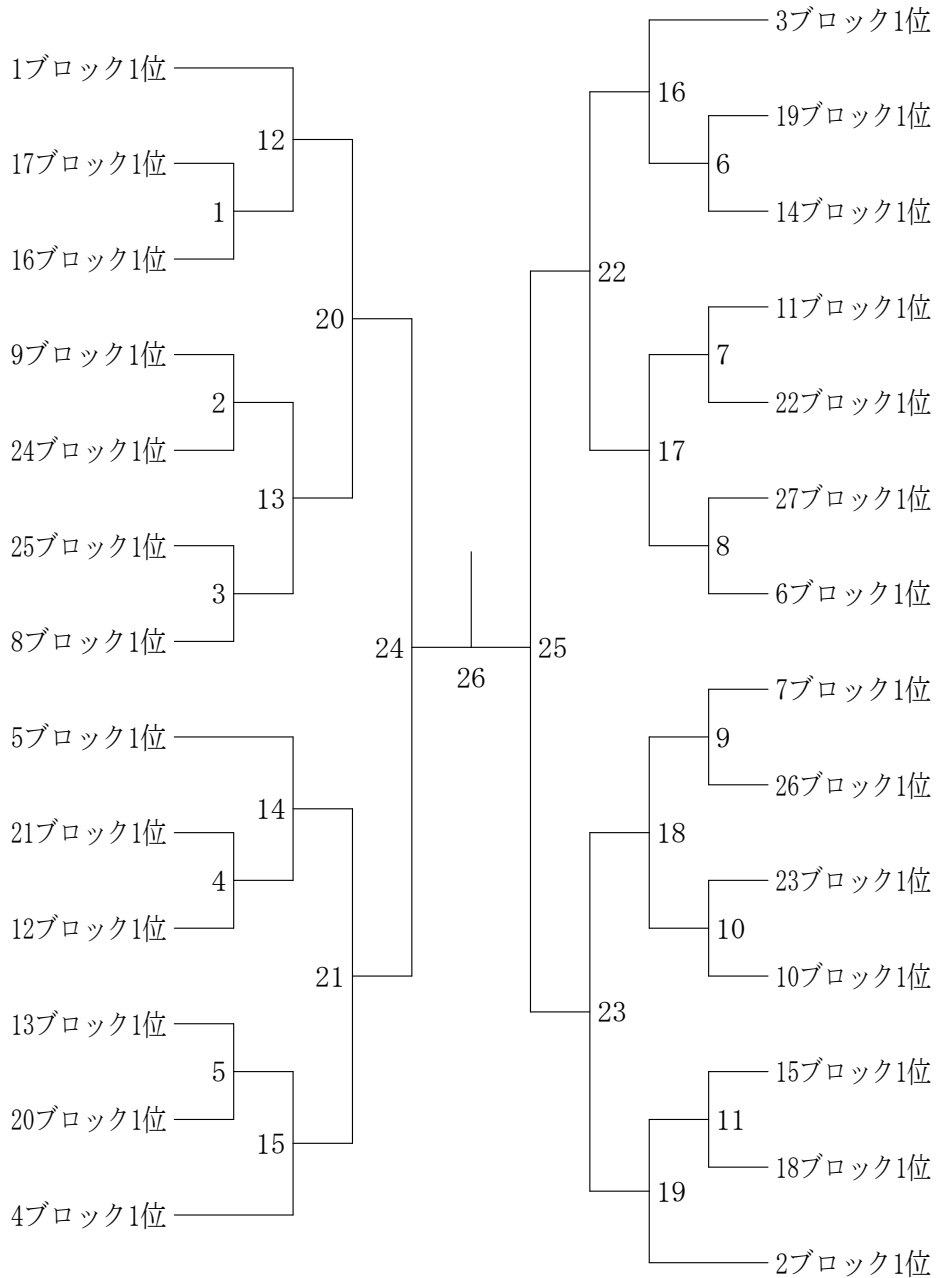 3ブロック1位
1ブロック1位
16
19ブロック1位
12
17ブロック1位
6
1
14ブロック1位
16ブロック1位
22
11ブロック1位
20
9ブロック1位
7
2
22ブロック1位
24ブロック1位
17
13
27ブロック1位
25ブロック1位
8
3
6ブロック1位
8ブロック1位
24
25
26
7ブロック1位
5ブロック1位
9
26ブロック1位
14
21ブロック1位
18
4
23ブロック1位
12ブロック1位
10
21
10ブロック1位
23
13ブロック1位
5
15ブロック1位
20ブロック1位
11
15
18ブロック1位
19
4ブロック1位
2ブロック1位